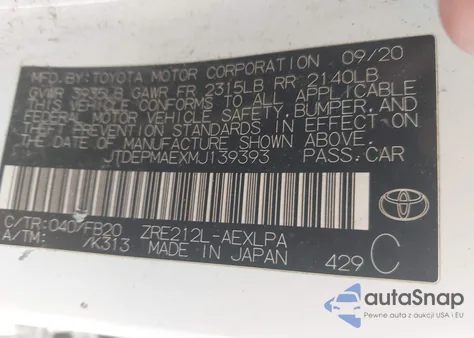 MFD.BY:TOYOTA MOTOR CORPORATION 09/20
GVWR 3935LB GAWR FR 2315LB RR 2140LB
THIS VEHICLE CONFORMS TO ALL APPLICABLE
FEDERAL MOTOR VEHICLE SAFETY,BUMPER,AND
THEFT PREVENTION STANDARDS IN EFFECT
ON THE DATE OF MANUFACTURE SHOWN ABOVE.
JTDEPMAEXMJ139393 PASS.CAR
C/TR:040/FB20 ZRE212L-AEXLPA
A/TM: /K313 MADE IN JAPAN 429 C
TOYOTA
autoSnap
Pewne auta z aukcji USA i EU